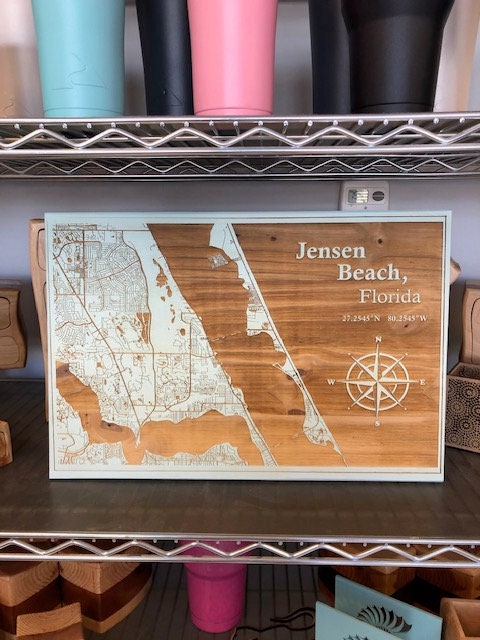 Jensen
Beach,
Florida
27.2545°N 80.2545°W
N
W E
S